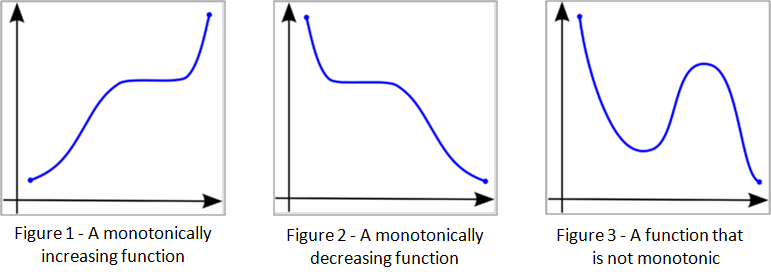 Figure 1 - A monotonically
increasing function
Figure 2 - A monotonically
decreasing function
Figure 3 - A function that
is not monotonic